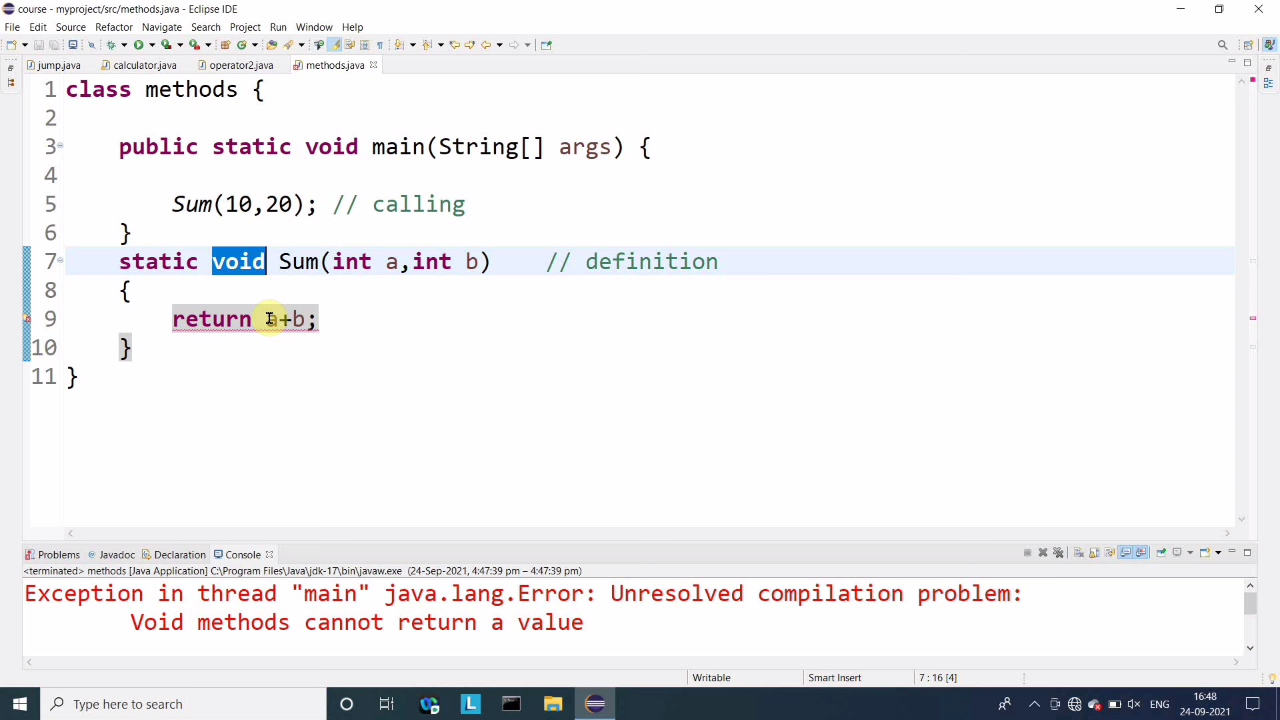 course - myproject/src/methods.java - Eclipse IDE
File Edit Source Refactor Navigate Search Project Run Window Help
jump.java calculator.java operator2.java methods.java
1 class methods {
2
3 public static void main(String[] args) {
4
5 Sum(10,20); // calling
6 }
7 static void Sum(int a,int b) // definition
8 {
9 return a+b;
10 }
11 }
Problems Javadoc Declaration Console
<terminated> methods [Java Application] C:\Program Files\Java\jdk-17\bin\javaw.exe (24-Sep-2021, 4:47:39 pm – 4:47:39 pm)
Exception in thread "main" java.lang.Error: Unresolved compilation problem:
Void methods cannot return a value
Writable Smart Insert 7 : 16 [4]
Type here to search
L
ENG
16:48
24-09-2021